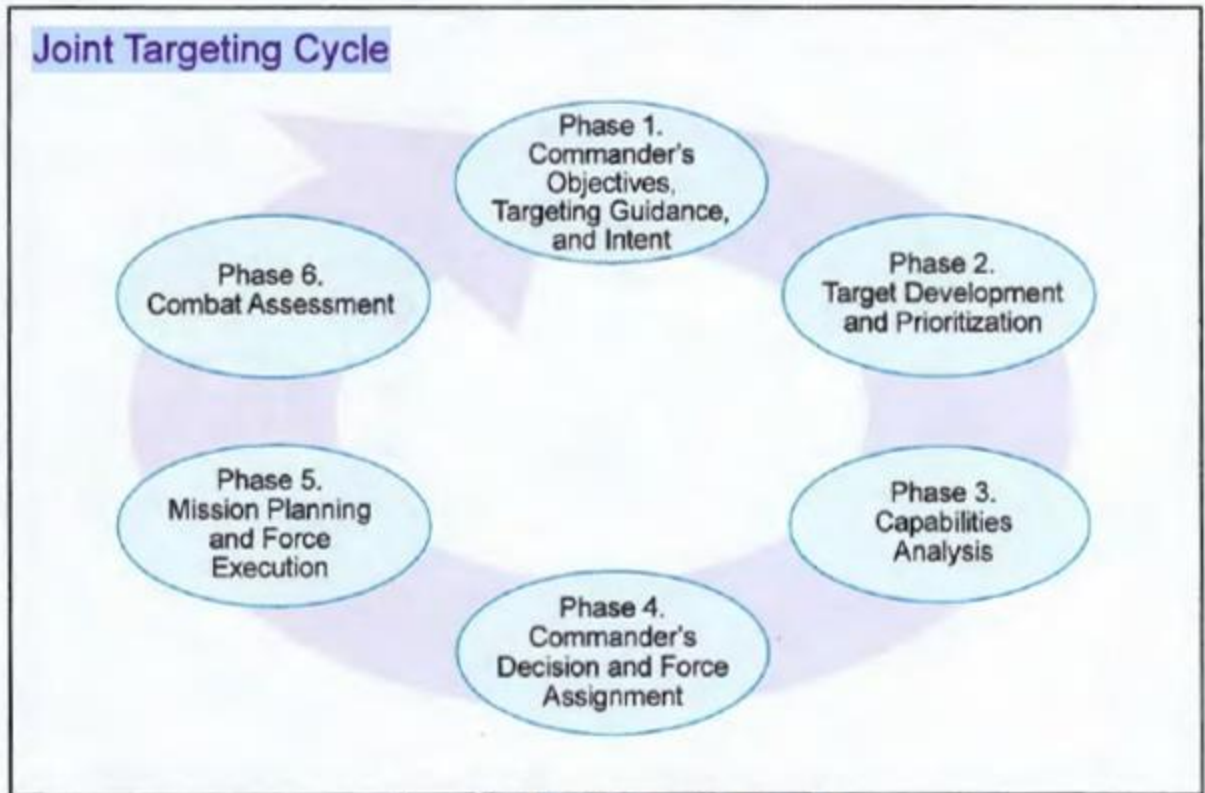 Joint Targeting Cycle
Phase 1.
Commander's
Objectives,
Targeting Guidance,
and Intent
Phase 2.
Target Development
and Prioritization
Phase 3.
Capabilities
Analysis
Phase 4.
Commander's
Decision and Force
Assignment
Phase 5.
Mission Planning
and Force
Execution
Phase 6.
Combat Assessment